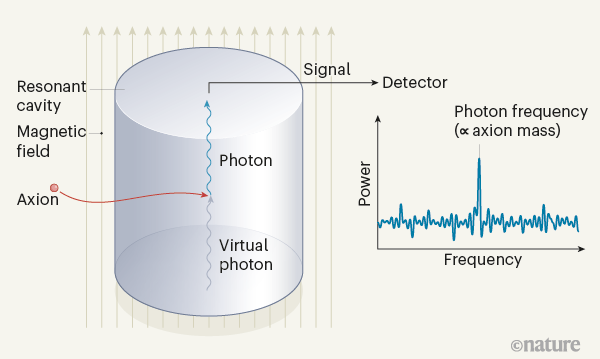 Resonant
cavity
Magnetic
field
Axion
Signal
Detector
Photon
Virtual
photon
Photon frequency
(∝ axion mass)
Power
Frequency
©nature